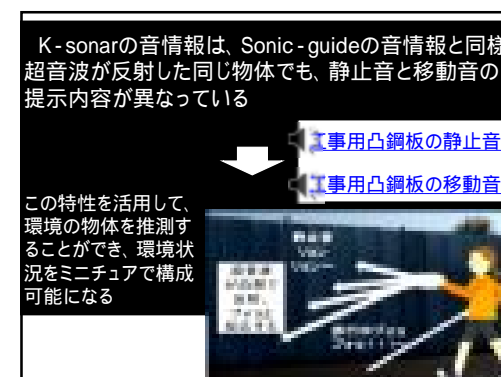 K-sonarの音情報は、Sonic-guideの音情報と同様
超音波が反射した同じ物体でも、静止音と移動音の
提示内容が異なっている
事用凸鋼板の静止音
事用凸鋼板の移動音
この特性を活用して、
環境の物体を推測す
ることができ、環境状
況をミニチュアで構成
可能になる